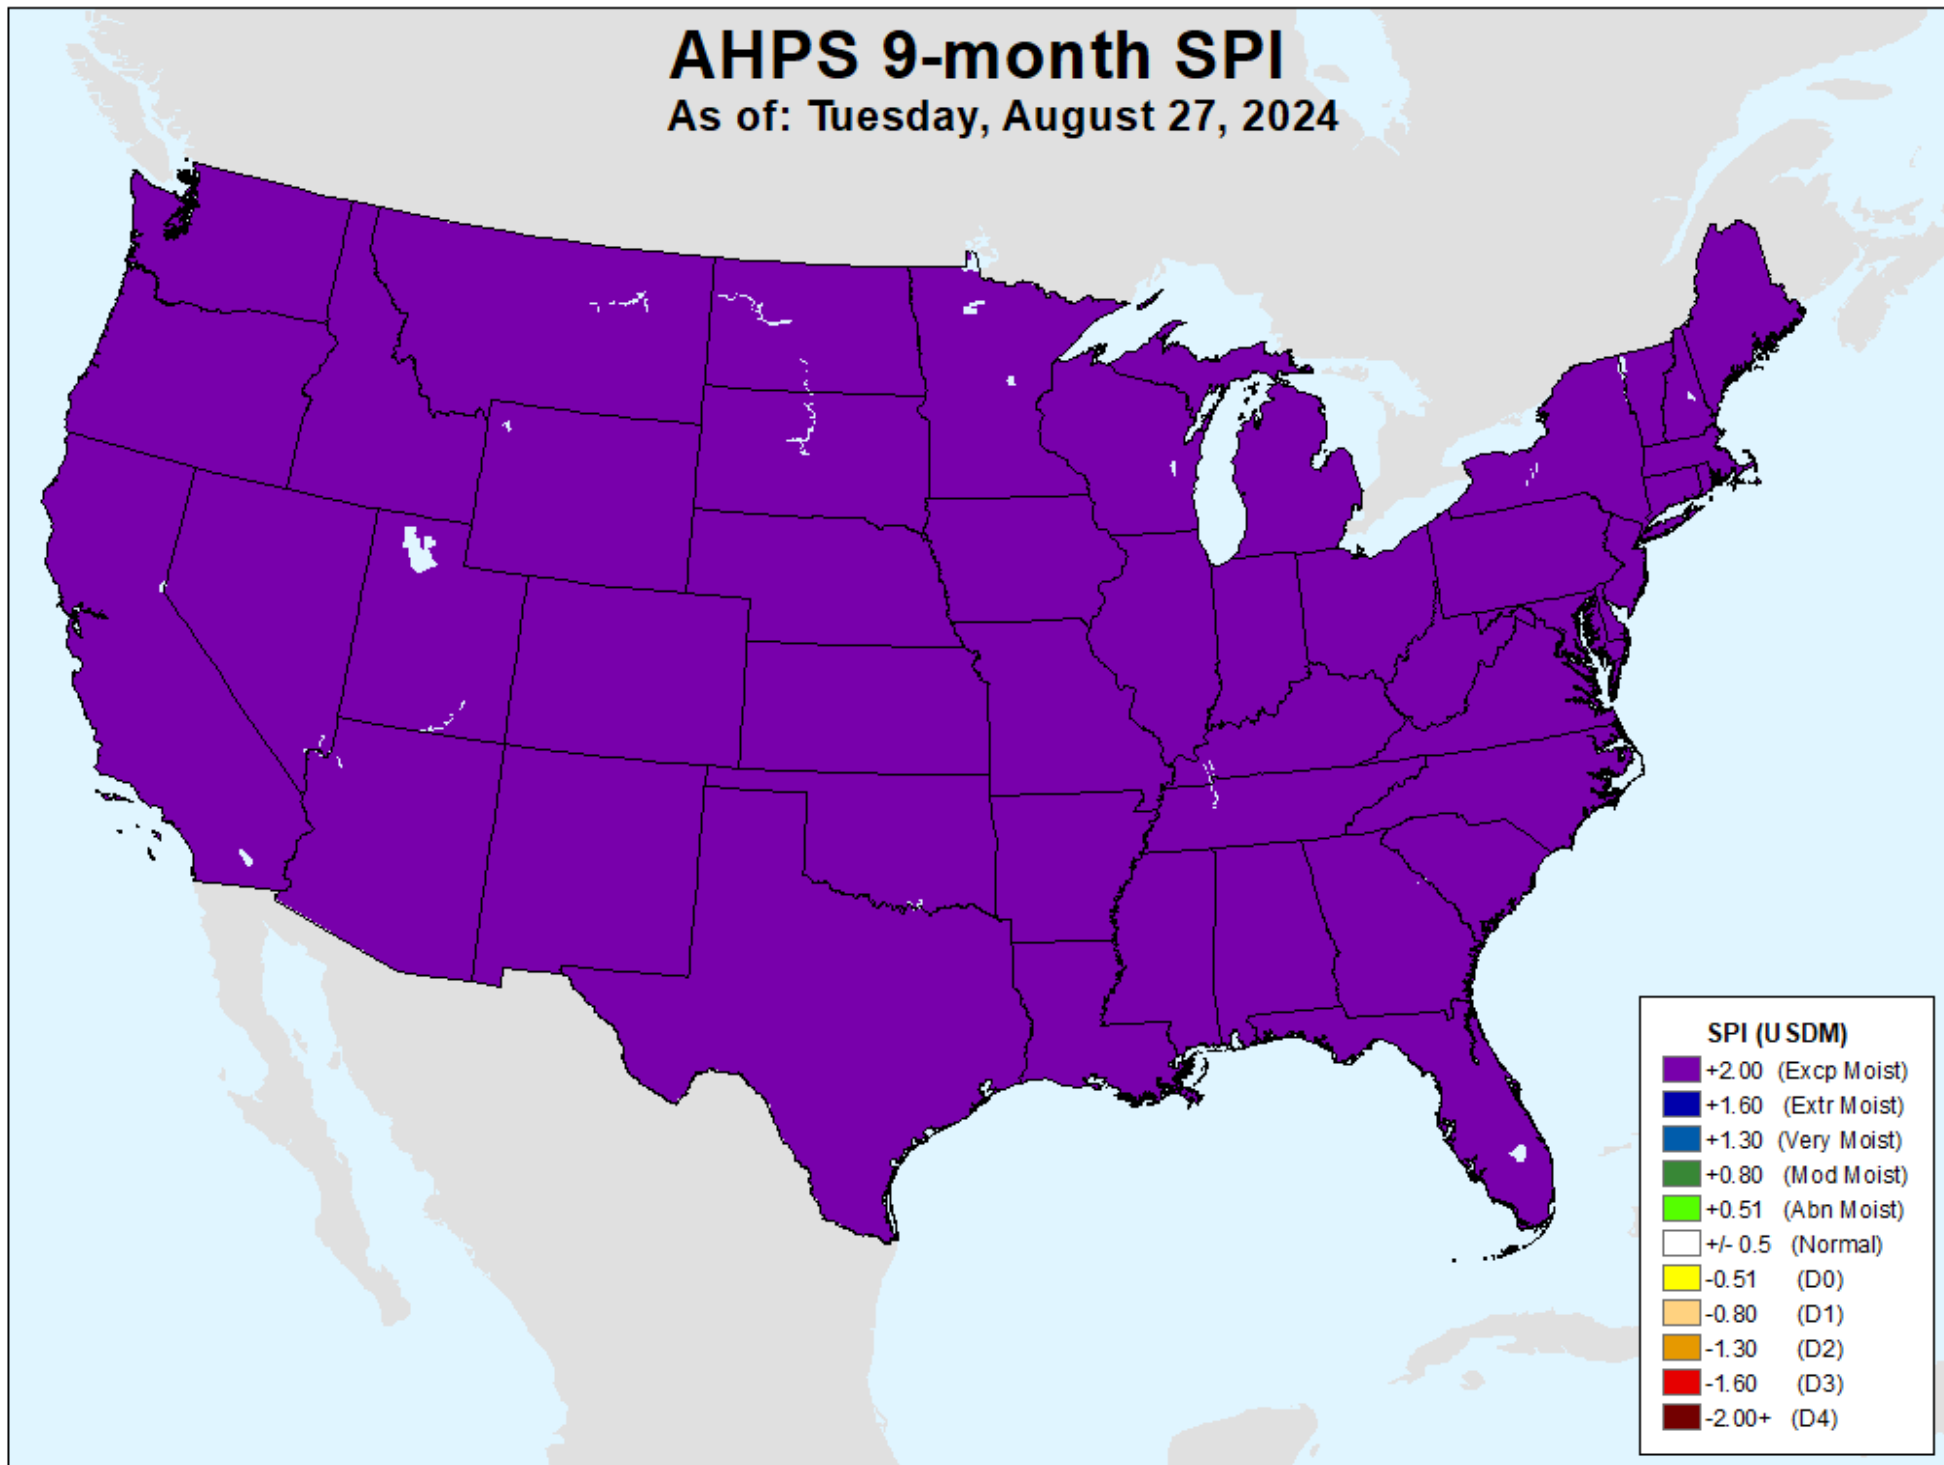 AHPS 9-month SPI
As of: Tuesday, August 27, 2024
SPI (USDM)
+2.00 (Excp Moist)
+1.60 (Extr Moist)
+1.30 (Very Moist)
+0.80 (Mod Moist)
+0.51 (Abn Moist)
+/- 0.5 (Normal)
-0.51 (D0)
-0.80 (D1)
-1.30 (D2)
-1.60 (D3)
-2.00+ (D4)